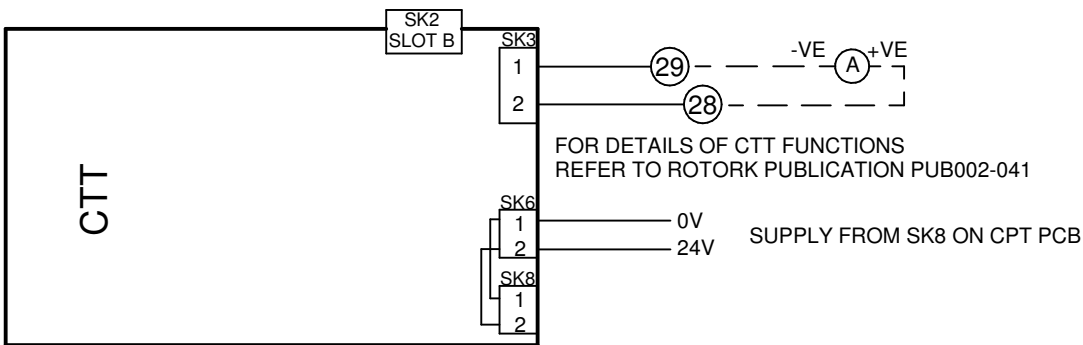 SK2
SLOT B
SK3
1
2
29
-VE
A
+VE
28
FOR DETAILS OF CTT FUNCTIONS
REFER TO ROTORK PUBLICATION PUB002-041
CTT
SK6
1
2
0V
24V
SUPPLY FROM SK8 ON CPT PCB
SK8
1
2